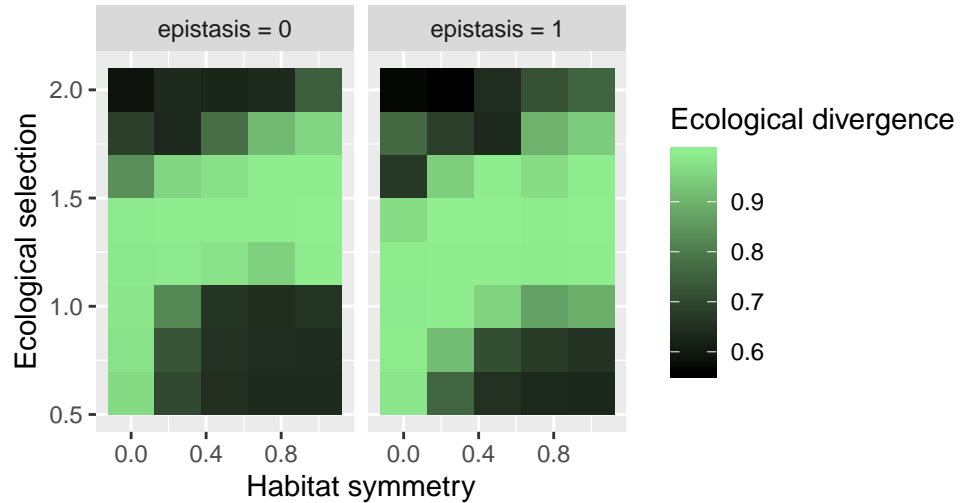 epistasis = 0
epistasis = 1
2.0
1.5
1.0
0.5
Ecological selection
0.0
0.4
0.8
0.0
0.4
0.8
Habitat symmetry
Ecological divergence
0.9
0.8
0.7
0.6